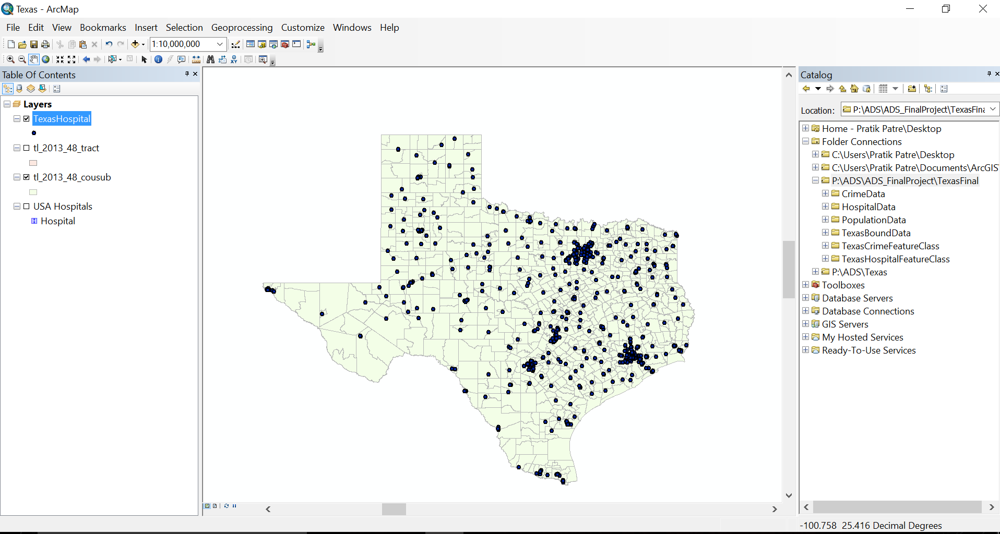 Texas - ArcMap
File Edit View Bookmarks Insert Selection Geoprocessing Customize Windows Help
1:10,000,000
Table Of Contents
Layers
TexasHospital
tl_2013_48_tract
tl_2013_48_cousub
USA Hospitals
H Hospital
Catalog
Location: P:\ADS\ADS_FinalProject\TexasFina
Home - Pratik Patre\Desktop
Folder Connections
C:\Users\Pratik Patre\Desktop
C:\Users\Pratik Patre\Documents\ArcGIS
P:\ADS\ADS_FinalProject\TexasFinal
CrimeData
HospitalData
PopulationData
TexasBoundData
TexasCrimeFeatureClass
TexasHospitalFeatureClass
P:\ADS\Texas
Toolboxes
Database Servers
Database Connections
GIS Servers
My Hosted Services
Ready-To-Use Services
-100.758 25.416 Decimal Degrees